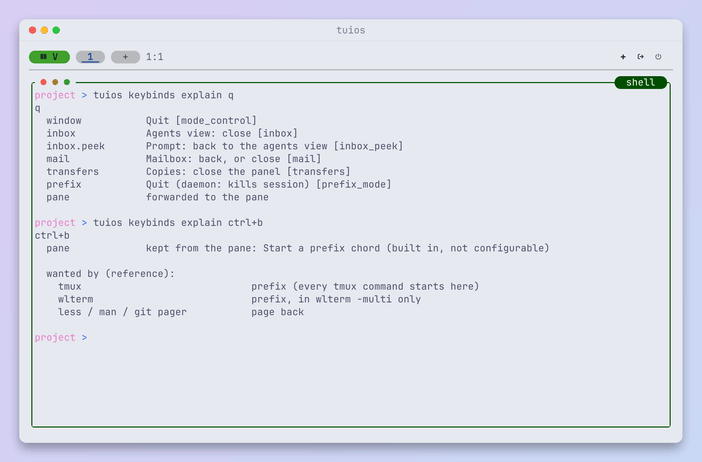 tuios
V 1 + 1:1 +
shell
project > tuios keybinds explain q
q
window Quit [mode_control]
inbox Agents view: close [inbox]
inbox.peek Prompt: back to the agents view [inbox_peek]
mail Mailbox: back, or close [mail]
transfers Copies: close the panel [transfers]
prefix Quit (daemon: kills session) [prefix_mode]
pane forwarded to the pane
project > tuios keybinds explain ctrl+b
ctrl+b
pane kept from the pane: Start a prefix chord (built in, not configurable)
wanted by (reference):
tmux prefix (every tmux command starts here)
wlterm prefix, in wlterm -multi only
less / man / git pager page back
project >